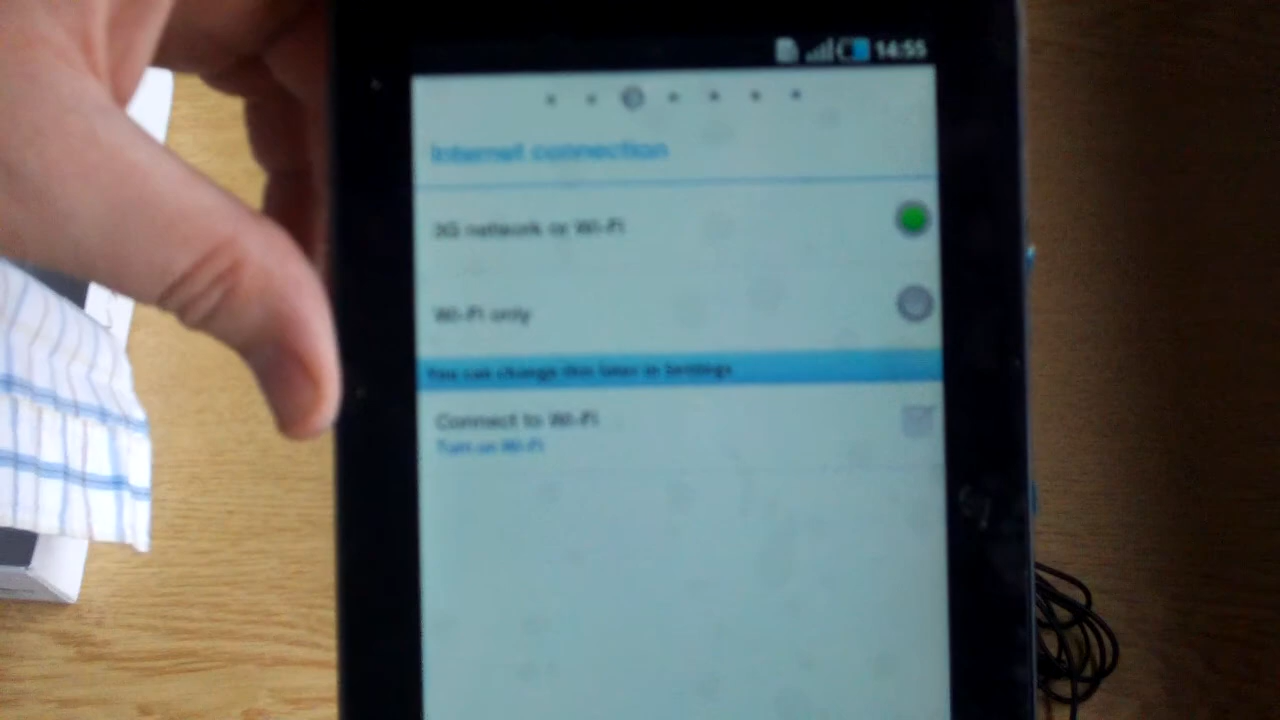 14:55
Internet connection
3G network or Wi-Fi
Wi-Fi only
You can change this later in Settings
Connect to Wi-Fi
Turn on Wi-Fi